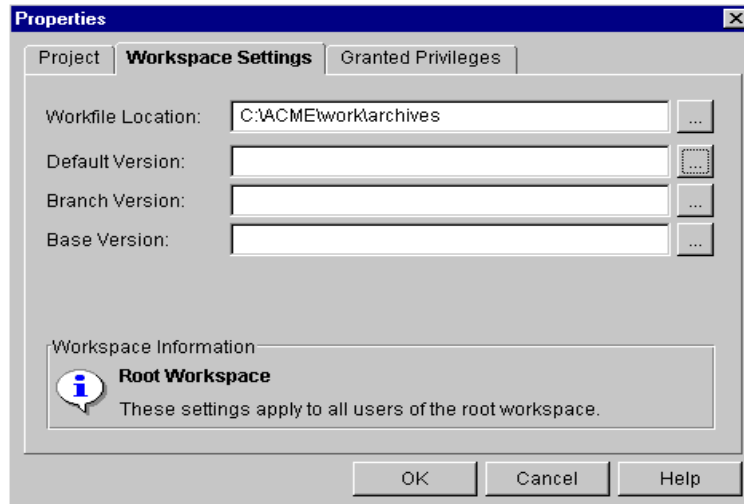 Properties
Project Workspace Settings Granted Privileges
Workfile Location: C:\ACME\work\archives ...
Default Version: ...
Branch Version: ...
Base Version: ...
Workspace Information
Root Workspace
These settings apply to all users of the root workspace.
OK Cancel Help